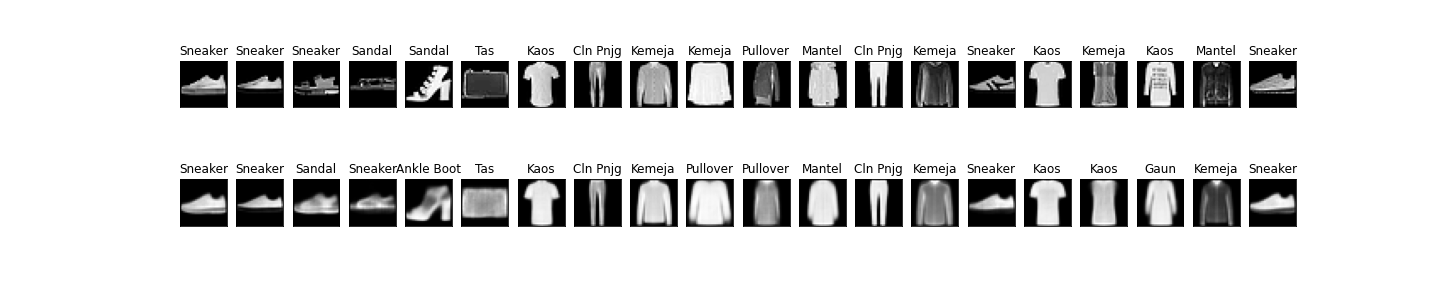 Sneaker Sneaker Sneaker Sandal Sandal Tas Kaos Cln Pnjg Kemeja Kemeja Pullover Mantel Cln Pnjg Kemeja Sneaker Kaos Kemeja Kaos Mantel Sneaker
Sneaker Sneaker Sandal Sneaker Ankle Boot Tas Kaos Cln Pnjg Kemeja Pullover Pullover Mantel Cln Pnjg Kemeja Sneaker Kaos Kaos Gaun Kemeja Sneaker